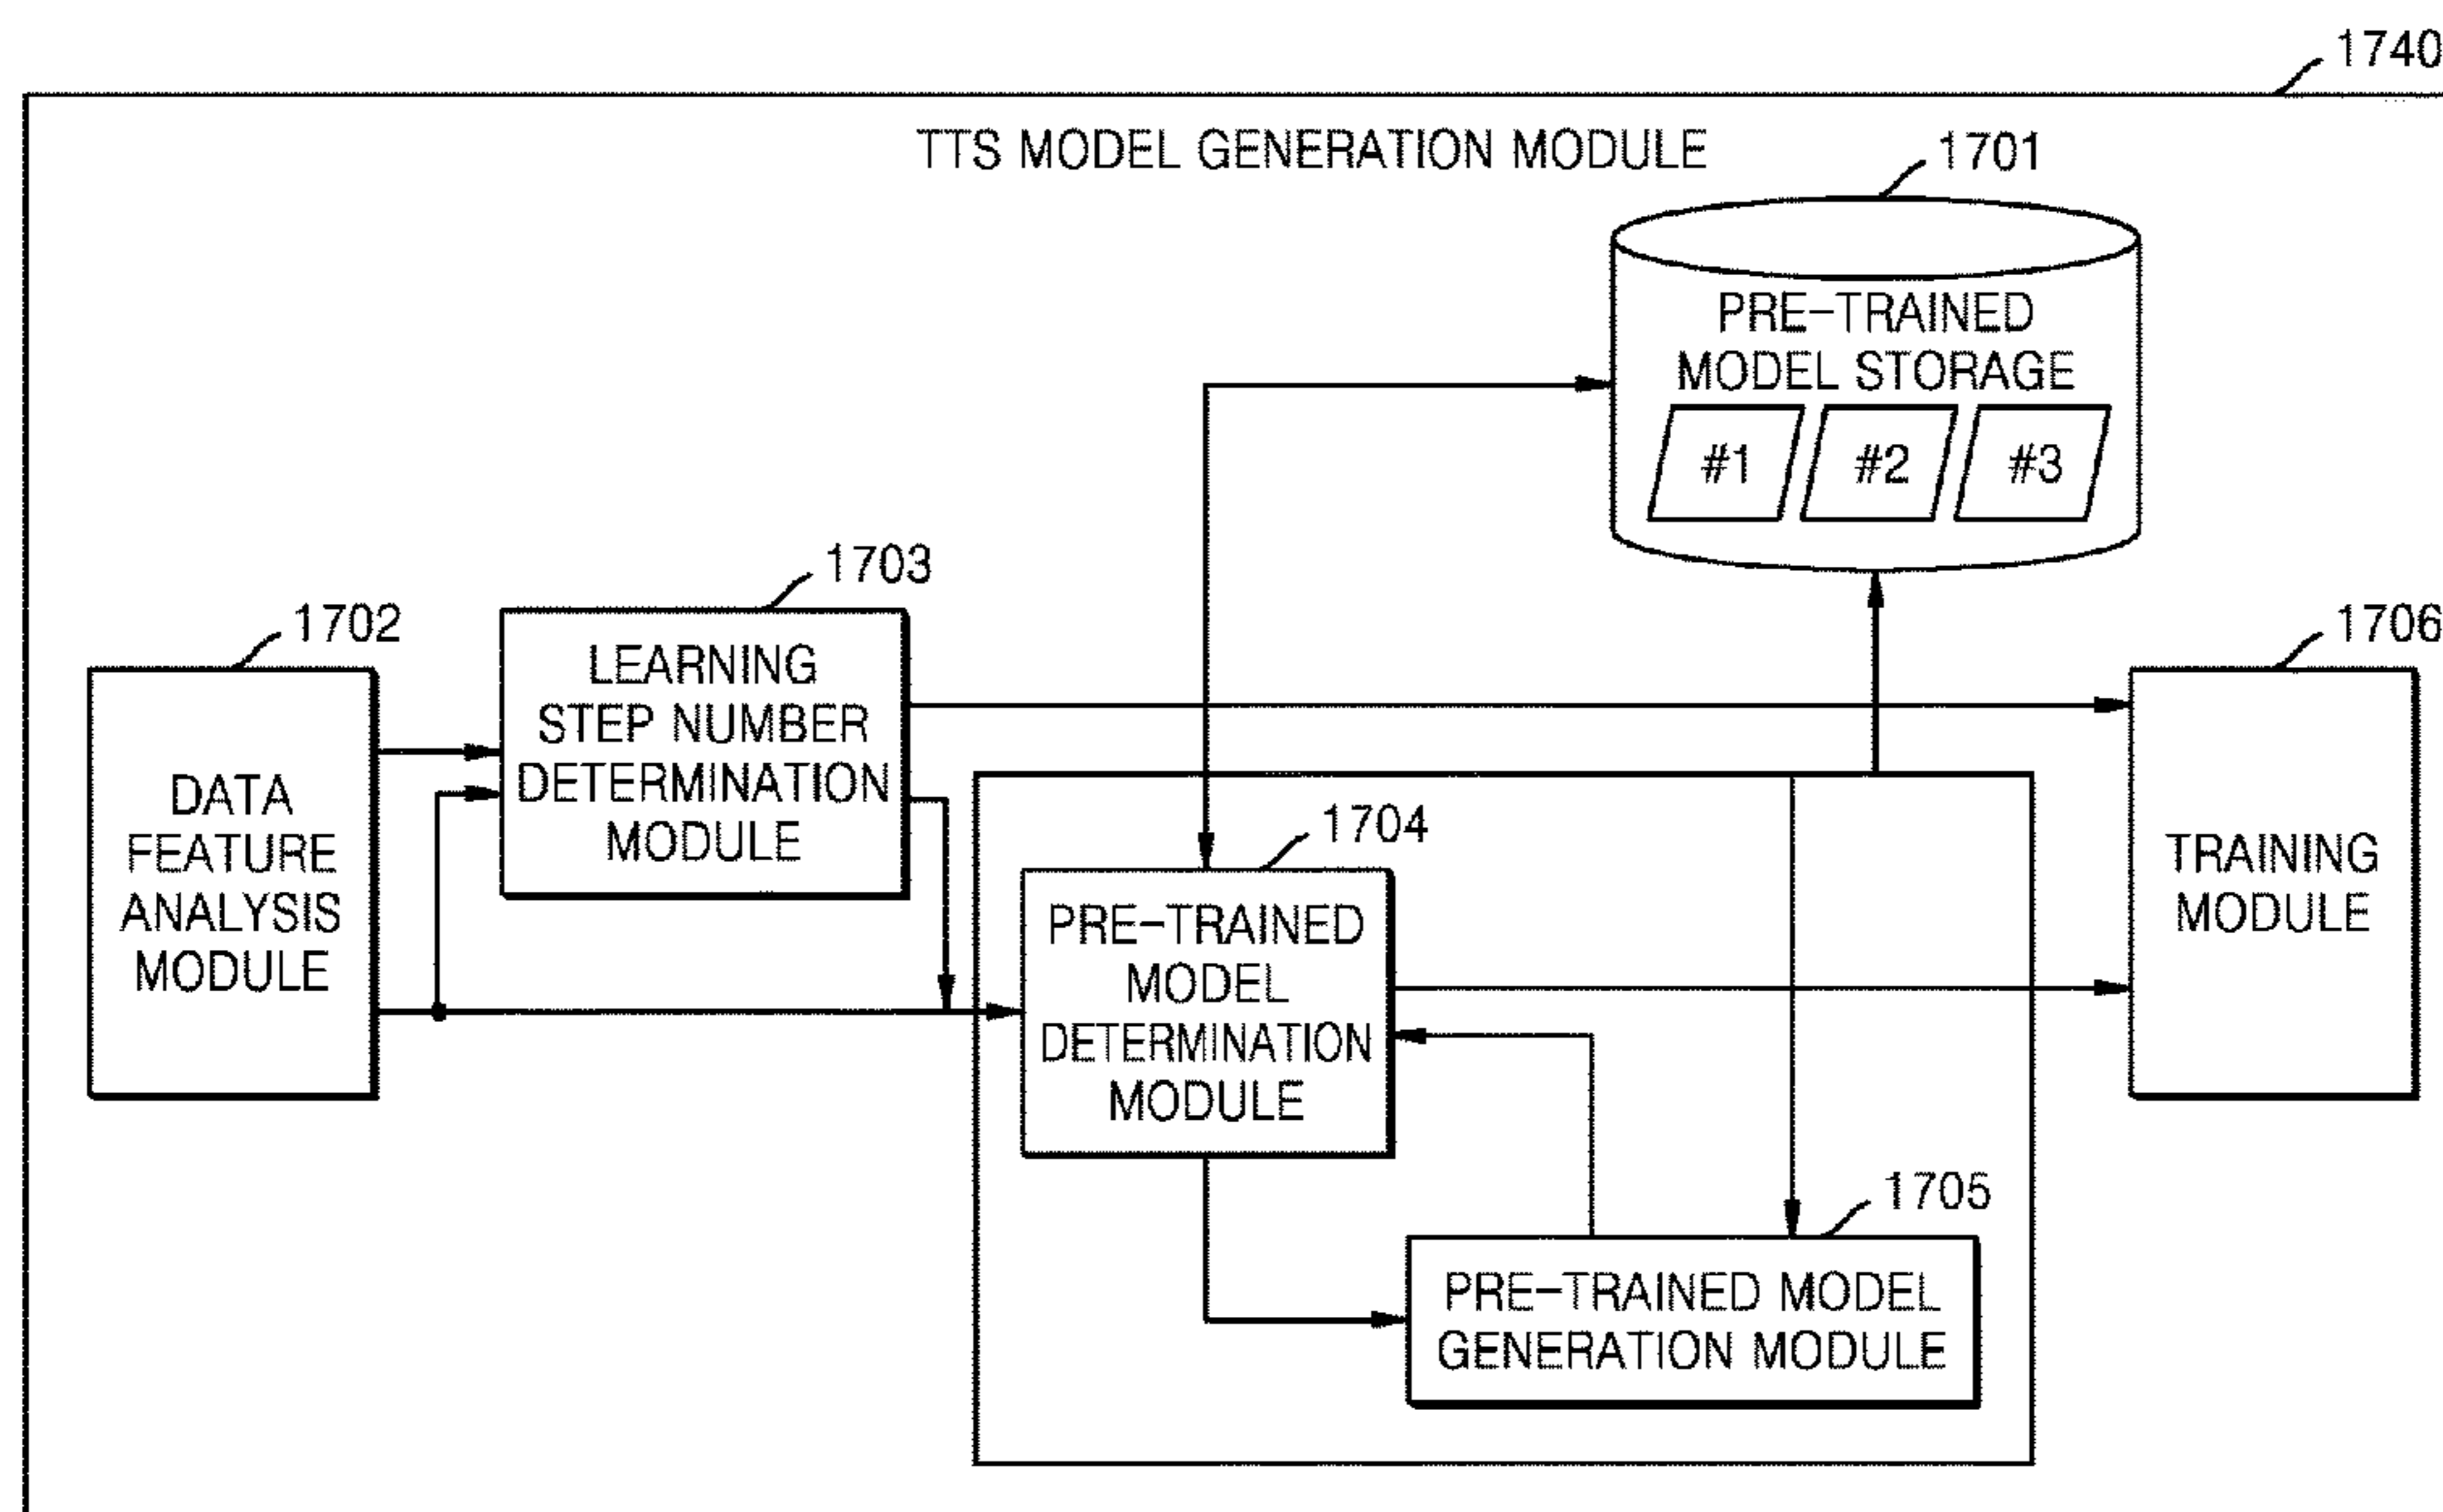 1740
TTS MODEL GENERATION MODULE
1701
PRE-TRAINED
MODEL STORAGE
#1 #2 #3
1703
LEARNING
STEP NUMBER
DETERMINATION
MODULE
1702
DATA
FEATURE
ANALYSIS
MODULE
1706
TRAINING
MODULE
1704
PRE-TRAINED
MODEL
DETERMINATION
MODULE
1705
PRE-TRAINED MODEL
GENERATION MODULE